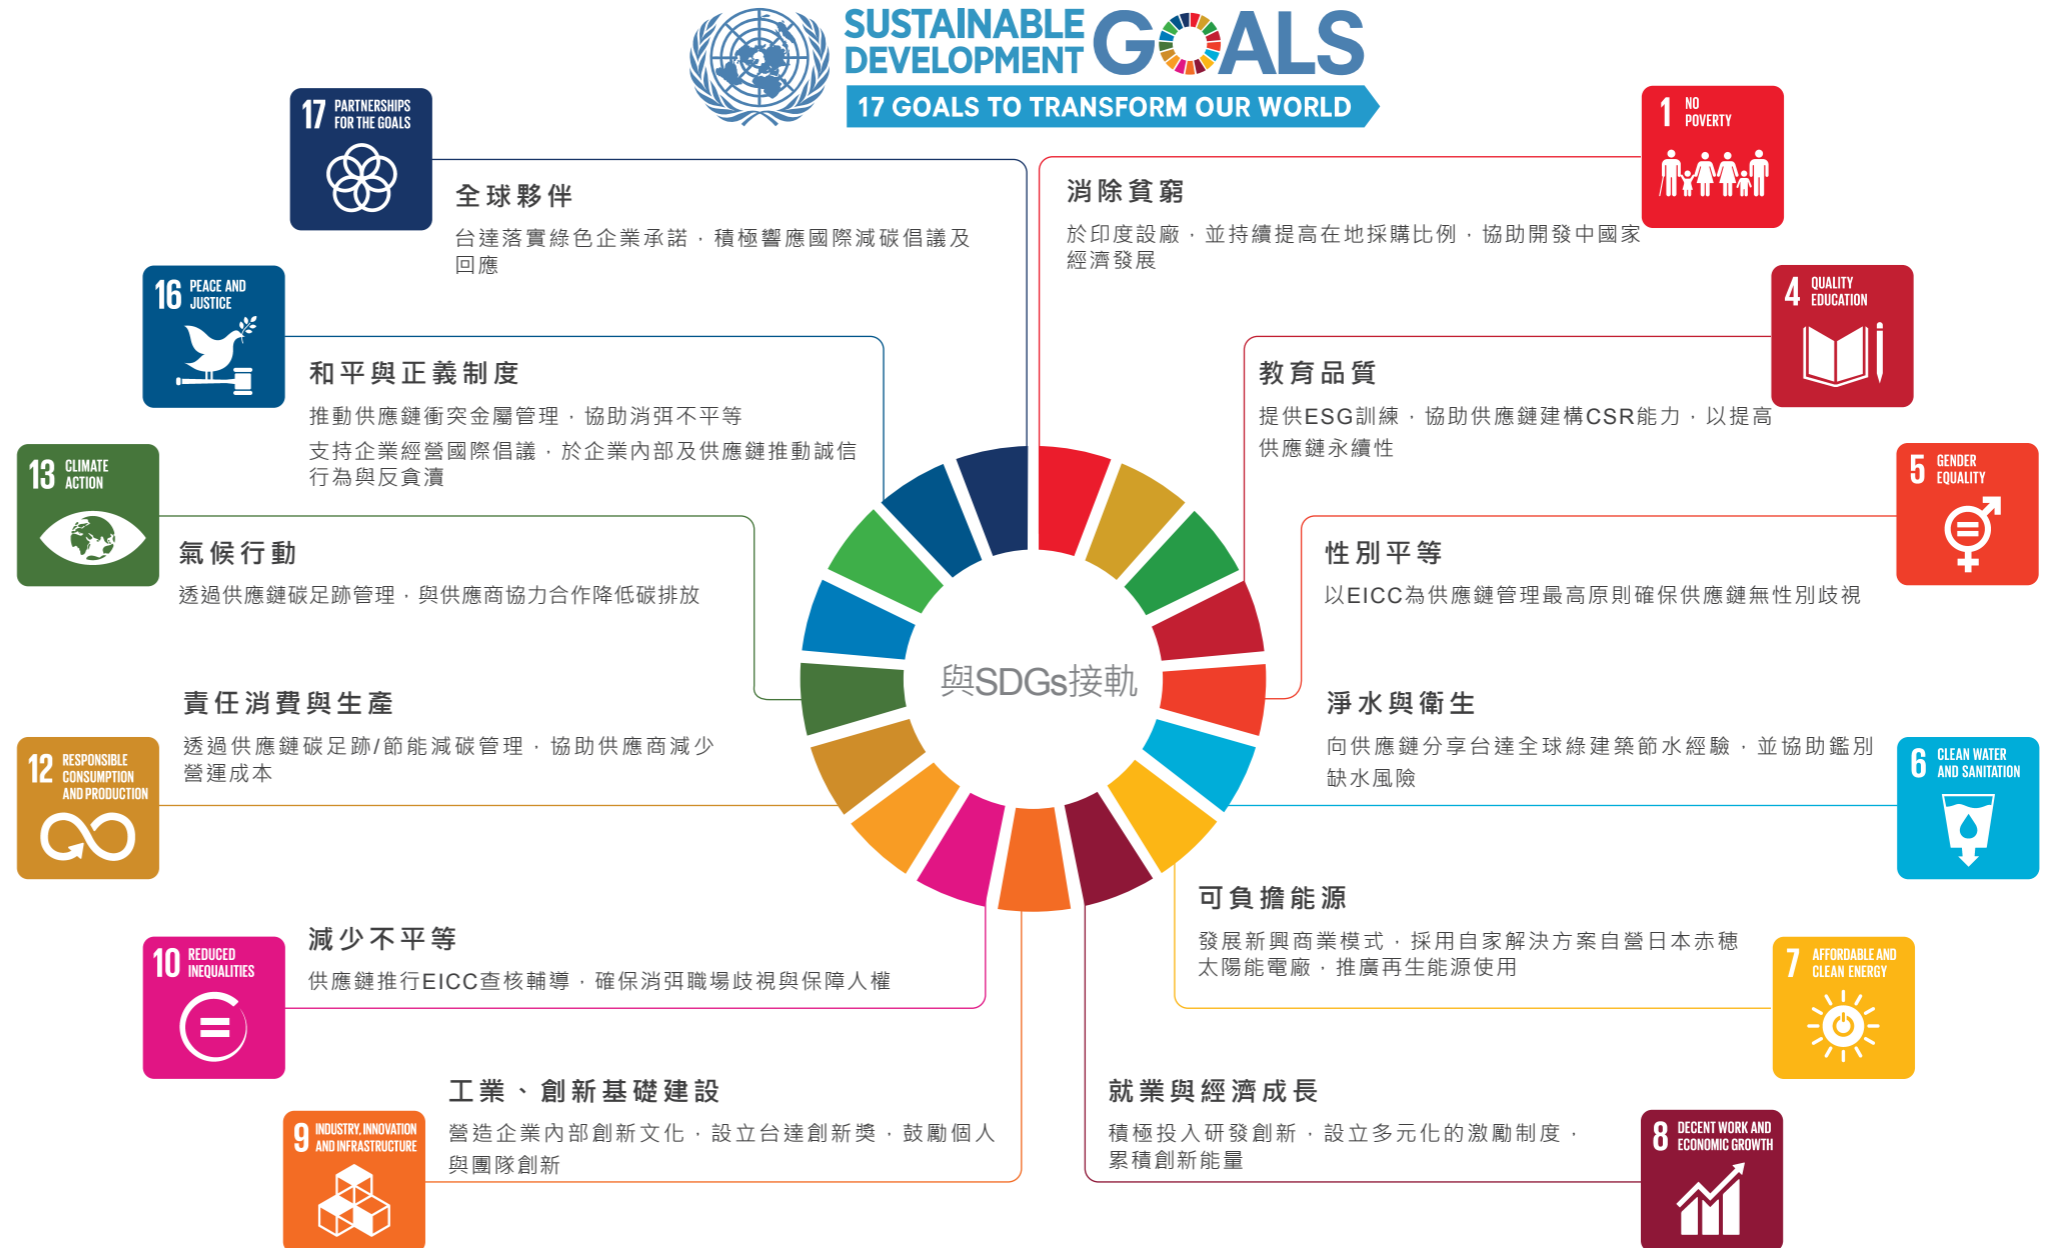 SUSTAINABLE
DEVELOPMENT
GOALS
17 GOALS TO TRANSFORM OUR WORLD
17 PARTNERSHIPS
FOR THE GOALS
全球夥伴
台達落實綠色企業承諾，積極響應國際減碳倡議及
回應
16 PEACE AND
JUSTICE
和平與正義制度
推動供應鏈衝突金屬管理，協助消弭不平等
支持企業經營國際倡議，於企業內部及供應鏈推動誠信
行為與反貪瀆
13 CLIMATE
ACTION
氣候行動
透過供應鏈碳足跡管理，與供應商協力合作降低碳排放
責任消費與生產
透過供應鏈碳足跡/節能減碳管理，協助供應商減少
營運成本
12 RESPONSIBLE
CONSUMPTION
AND PRODUCTION
減少不平等
供應鏈推行EICC查核輔導，確保消弭職場歧視與保障人權
10 REDUCED
INEQUALITIES
工業、創新基礎建設
營造企業內部創新文化，設立台達創新獎，鼓勵個人
與團隊創新
9 INDUSTRY, INNOVATION
AND INFRASTRUCTURE
與SDGs接軌
1 NO
POVERTY
消除貧窮
於印度設廠，並持續提高在地採購比例，協助開發中國家
經濟發展
4 QUALITY
EDUCATION
教育品質
提供ESG訓練，協助供應鏈建構CSR能力，以提高
供應鏈永續性
5 GENDER
EQUALITY
性別平等
以EICC為供應鏈管理最高原則確保供應鏈無性別歧視
淨水與衛生
向供應鏈分享台達全球綠建築節水經驗，並協助鑑別
缺水風險
6 CLEAN WATER
AND SANITATION
可負擔能源
發展新興商業模式，採用自家解決方案自營日本赤穗
太陽能電廠，推廣再生能源使用
7 AFFORDABLE AND
CLEAN ENERGY
就業與經濟成長
積極投入研發創新，設立多元化的激勵制度，
累積創新能量
8 DECENT WORK AND
ECONOMIC GROWTH